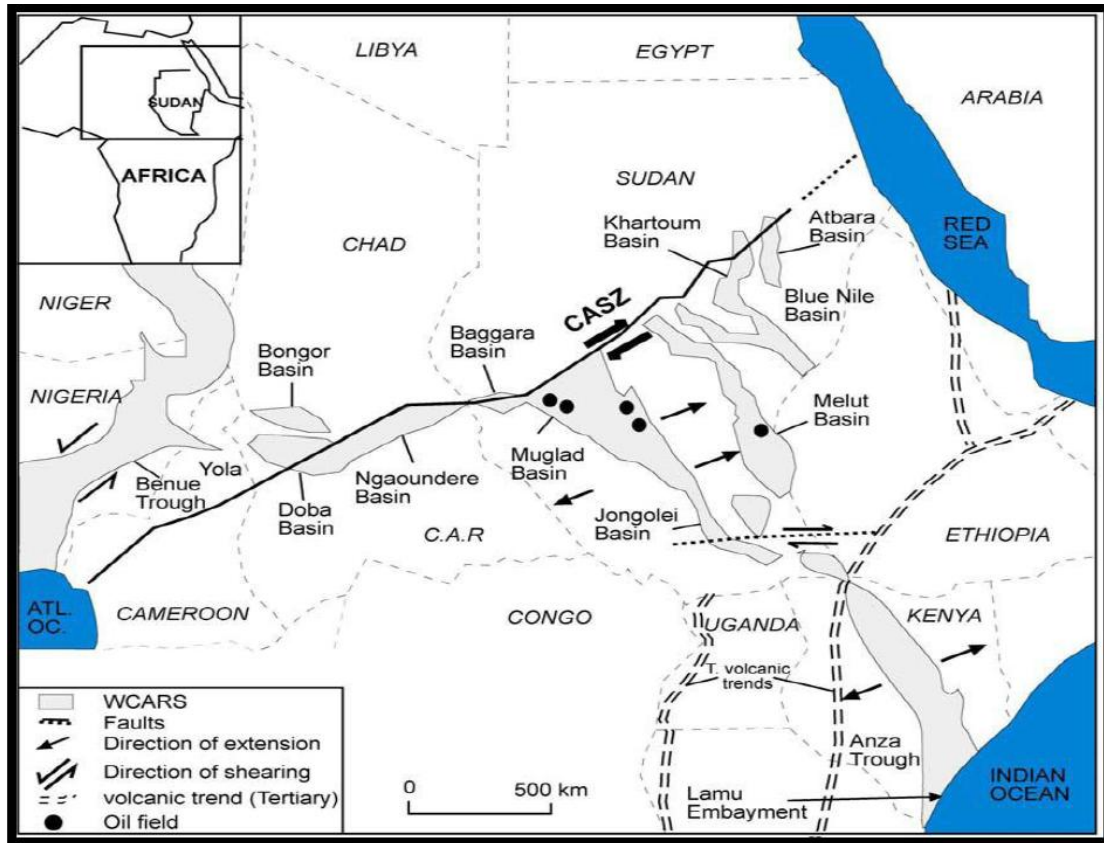 LIBYA
EGYPT
ARABIA
SUDAN
AFRICA
SUDAN
Khartoum
Basin
Atbara
Basin
RED
SEA
CHAD
NIGER
Blue Nile
Basin
CASZ
Baggara
Basin
Bongor
Basin
NIGERIA
Melut
Basin
Muglad
Basin
Yola
Benue
Trough
Ngaoundere
Basin
Doba
Basin
Jongolei
Basin
C.A.R
ETHIOPIA
ATL.
OC.
CAMEROON
CONGO
UGANDA
KENYA
T. volcanic
trends
WCARS
Faults
Direction of extension
Direction of shearing
volcanic trend (Tertiary)
Oil field
0 500 km
Anza
Trough
Lamu
Embayment
INDIAN
OCEAN